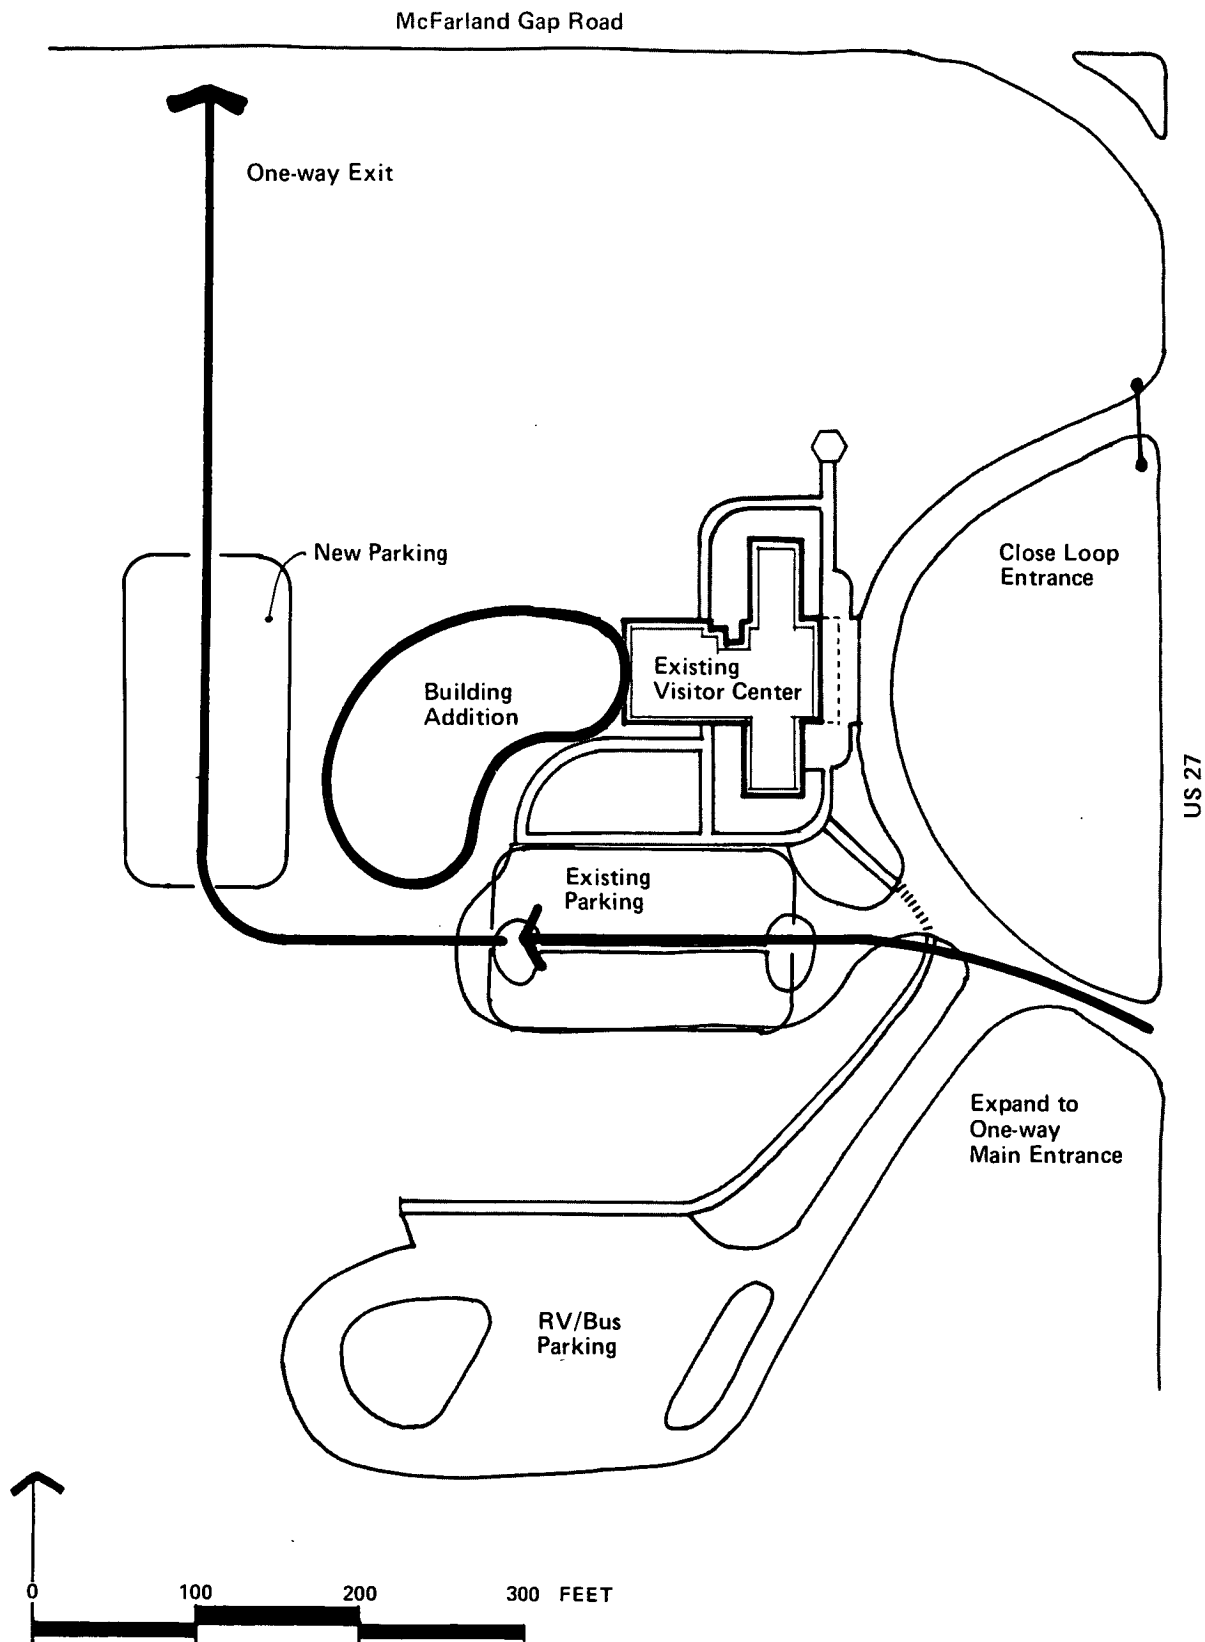 McFarland Gap Road
One-way Exit
New Parking
Close Loop
Entrance
Existing
Visitor Center
Building
Addition
US 27
Existing
Parking
Expand to
One-way
Main Entrance
RV/Bus
Parking
0 100 200 300 FEET